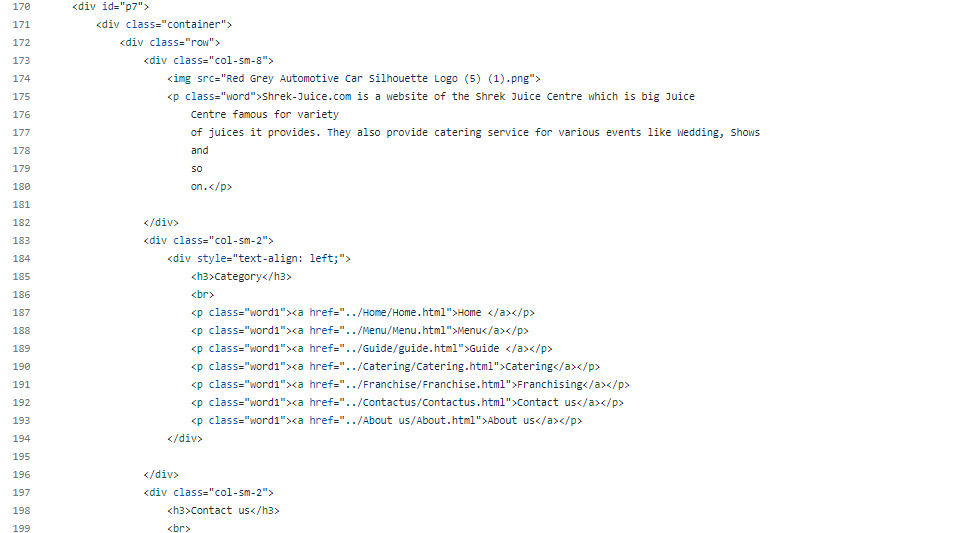 170 <div id="p7">
171 <div class="container">
172 <div class="row">
173 <div class="col-sm-8">
174 <img src="Red Grey Automotive Car Silhouette Logo (5) (1).png">
175 <p class="word">Shrek-Juice.com is a website of the Shrek Juice Centre which is big Juice
176 Centre famous for variety
177 of juices it provides. They also provide catering service for various events like Wedding, Shows
178 and
179 so
180 on.</p>
181
182 </div>
183 <div class="col-sm-2">
184 <div style="text-align: left;">
185 <h3>Category</h3>
186 <br>
187 <p class="word1"><a href="../Home/Home.html">Home </a></p>
188 <p class="word1"><a href="../Menu/Menu.html">Menu</a></p>
189 <p class="word1"><a href="../Guide/guide.html">Guide </a></p>
190 <p class="word1"><a href="../Catering/Catering.html">Catering</a></p>
191 <p class="word1"><a href="../Franchise/Franchise.html">Franchising</a></p>
192 <p class="word1"><a href="../Contactus/Contactus.html">Contact us</a></p>
193 <p class="word1"><a href="../About us/About.html">About us</a></p>
194 </div>
195
196 </div>
197 <div class="col-sm-2">
198 <h3>Contact us</h3>
199 <br>